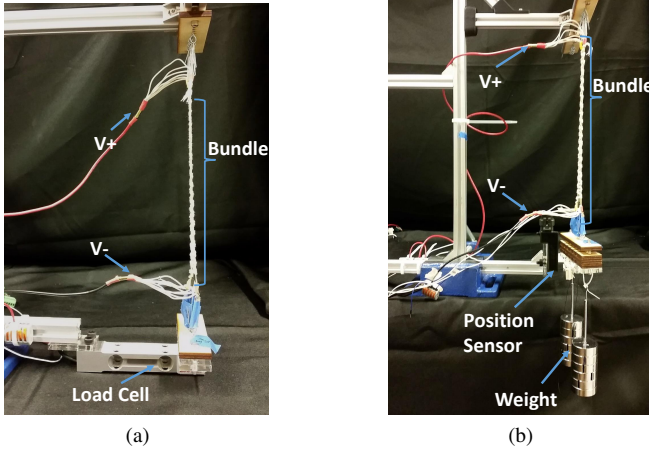 V+
Bundle
V-
Load Cell
(a)
V+
Bundle
V-
Position
Sensor
Weight
(b)